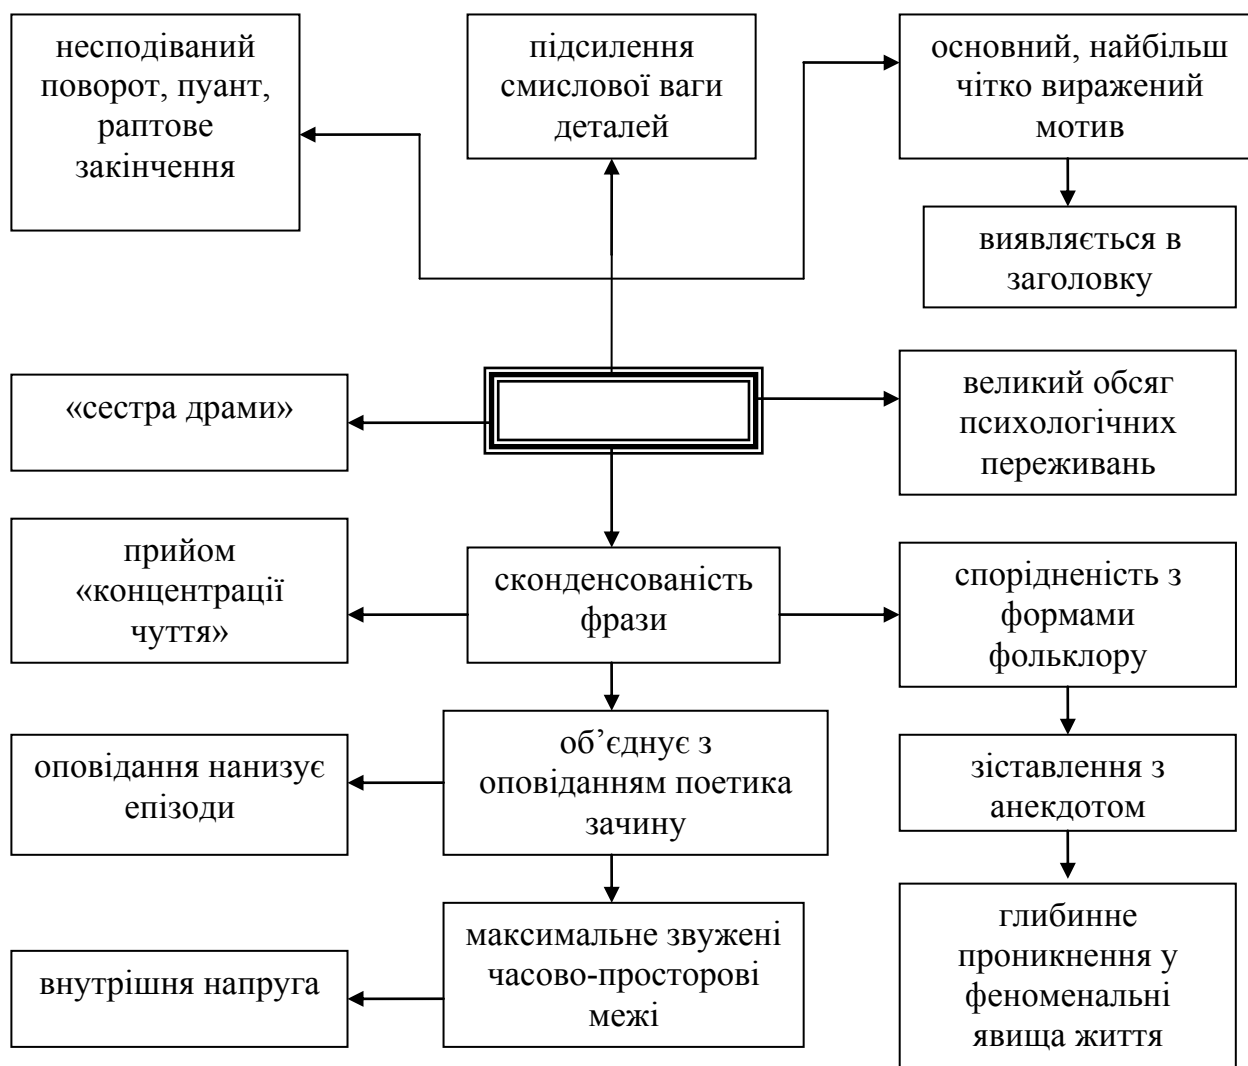 несподіваний
поворот, пуант,
раптове
закінчення
підсилення
смислової ваги
деталей
основний, найбільш
чітко виражений
мотив
виявляється в
заголовку
«сестра драми»
великий обсяг
психологічних
переживань
прийом
«концентрації
чуття»
сконденсованість
фрази
спорідненість з
формами
фольклору
оповідання нанизує
епізоди
об’єднує з
оповіданням поетика
зачину
зіставлення з
анекдотом
внутрішня напруга
максимальне звужені
часово-просторові
межі
глибинне
проникнення у
феноменальні
явища життя